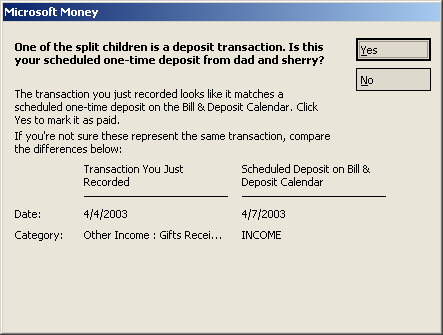 Microsoft Money
One of the split children is a deposit transaction. Is this
your scheduled one-time deposit from dad and sherry?
Yes
No
The transaction you just recorded looks like it matches a
scheduled one-time deposit on the Bill & Deposit Calendar. Click
Yes to mark it as paid.
If you're not sure these represent the same transaction, compare
the differences below:
Transaction You Just
Recorded
Scheduled Deposit on Bill &
Deposit Calendar
Date: 4/4/2003 4/7/2003
Category: Other Income : Gifts Recei... INCOME